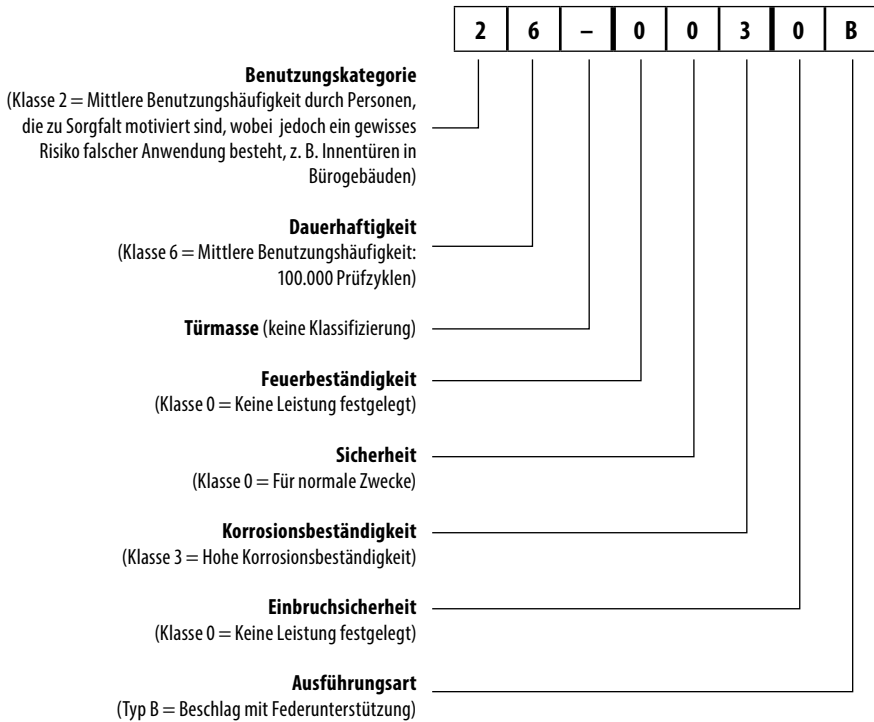 2 6 – 0 0 3 0 B
Benutzungskategorie
(Klasse 2 = Mittlere Benutzungshäufigkeit durch Personen,
die zu Sorgfalt motiviert sind, wobei jedoch ein gewisses
Risiko falscher Anwendung besteht, z. B. Innentüren in
Bürogebäuden)
Dauerhaftigkeit
(Klasse 6 = Mittlere Benutzungshäufigkeit:
100.000 Prüfzyklen)
Türmasse (keine Klassifizierung)
Feuerbeständigkeit
(Klasse 0 = Keine Leistung festgelegt)
Sicherheit
(Klasse 0 = Für normale Zwecke)
Korrosionsbeständigkeit
(Klasse 3 = Hohe Korrosionsbeständigkeit)
Einbruchsicherheit
(Klasse 0 = Keine Leistung festgelegt)
Ausführungsart
(Typ B = Beschlag mit Federunterstützung)